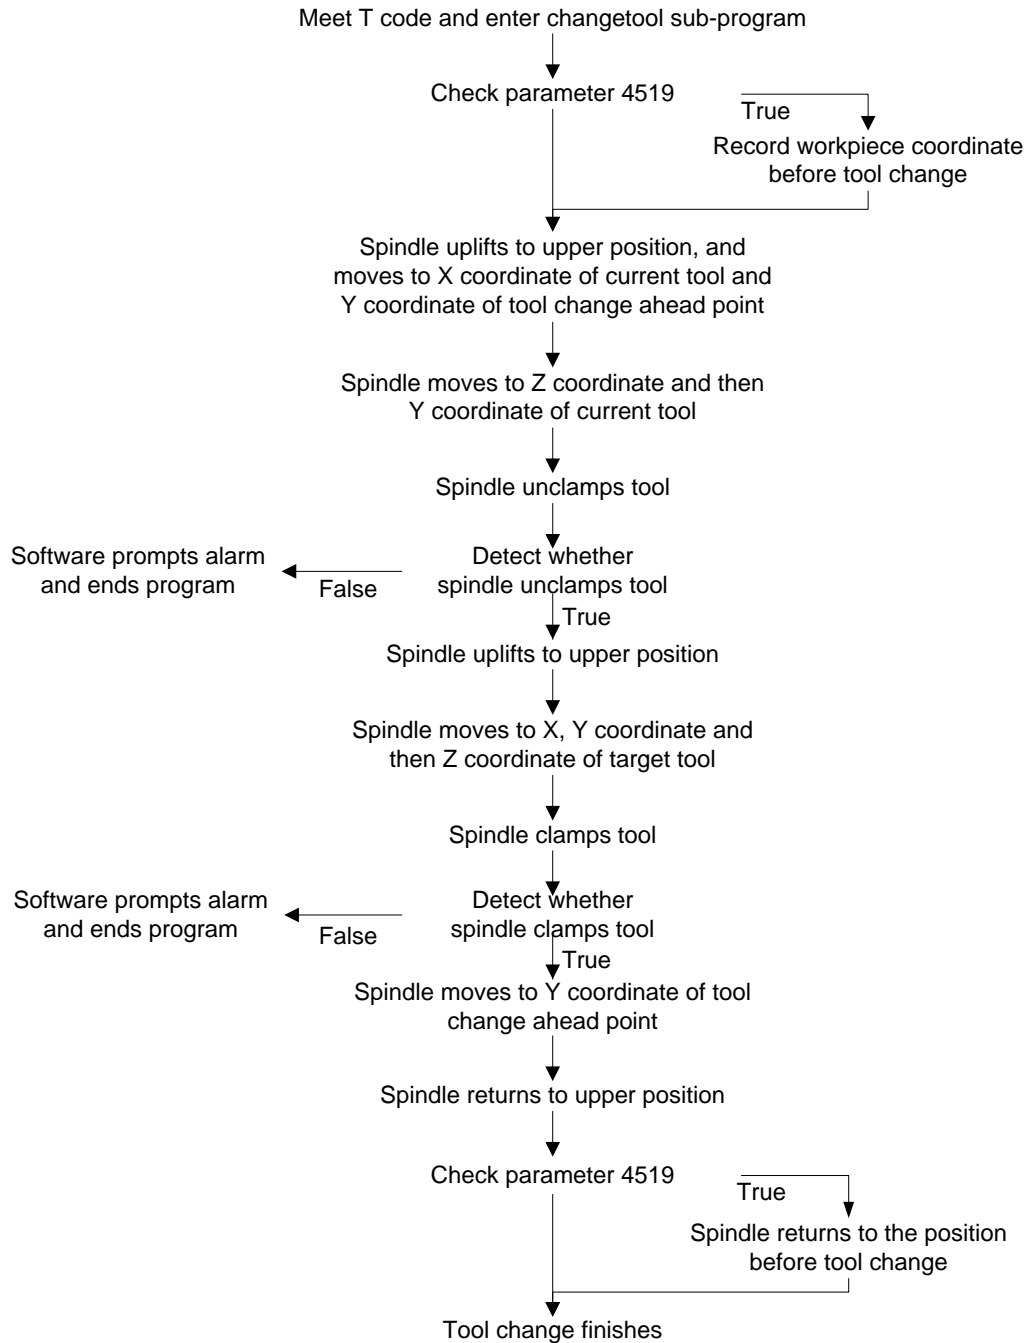 Meet T code and enter changetool sub-program
Check parameter 4519
True
Record workpiece coordinate
before tool change
Spindle uplifts to upper position, and
moves to X coordinate of current tool and
Y coordinate of tool change ahead point
Spindle moves to Z coordinate and then
Y coordinate of current tool
Spindle unclamps tool
Detect whether
spindle unclamps tool
Software prompts alarm
and ends program
False
True
Spindle uplifts to upper position
Spindle moves to X, Y coordinate and
then Z coordinate of target tool
Spindle clamps tool
Detect whether
spindle clamps tool
Software prompts alarm
and ends program
False
True
Spindle moves to Y coordinate of tool
change ahead point
Spindle returns to upper position
Check parameter 4519
True
Spindle returns to the position
before tool change
Tool change finishes